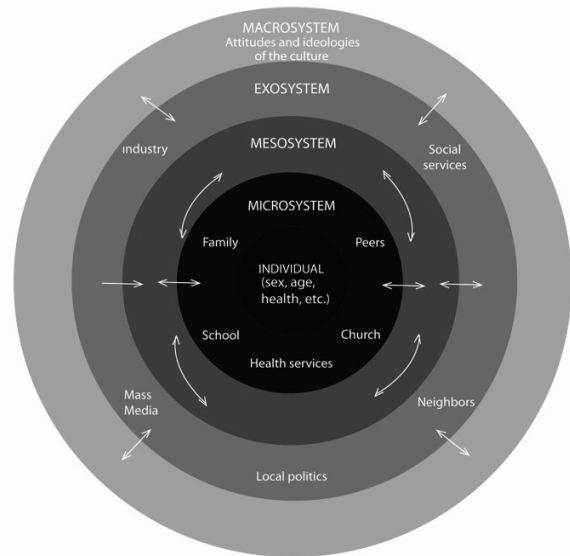 MACROSYSTEM
Attitudes and ideologies
of the culture
EXOSYSTEM
ındustry
MESOSYSTEM
Social
services
MICROSYSTEM
Family
Peers
INDIVIDUAL
(sex, age,
health, etc.)
School
Church
Health services
Mass
Media
Neighbors
Local politics